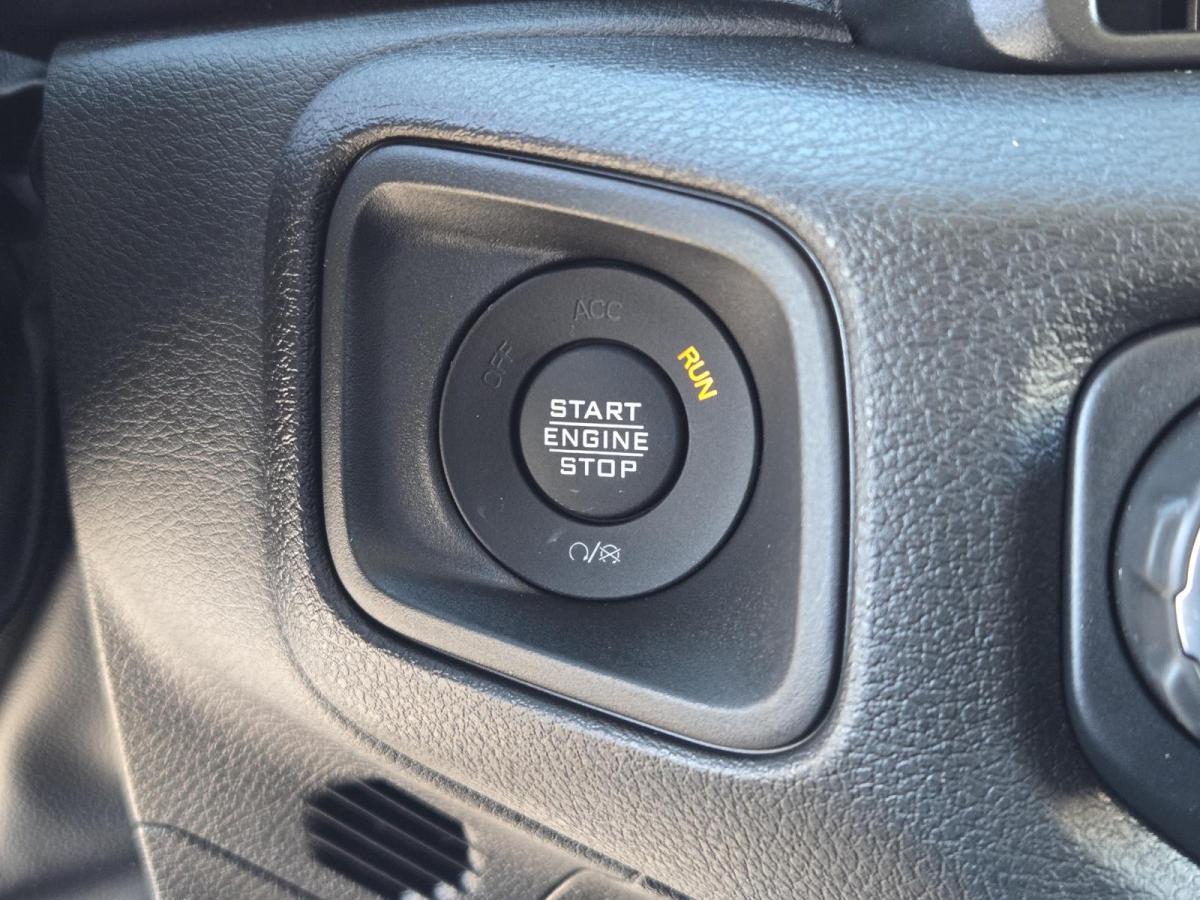 ACC
OFF
RUN
START
ENGINE
STOP